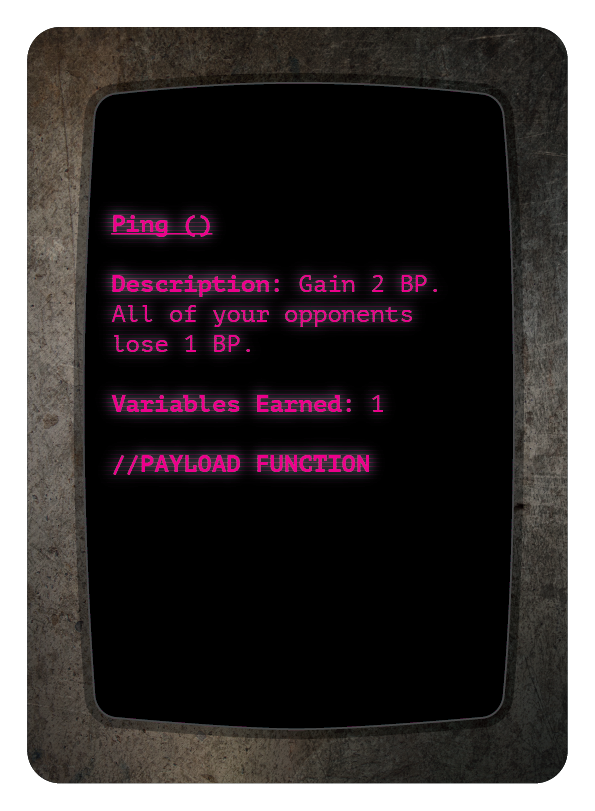 Ping ()
Description: Gain 2 BP.
All of your opponents
lose 1 BP.
Variables Earned: 1
//PAYLOAD FUNCTION